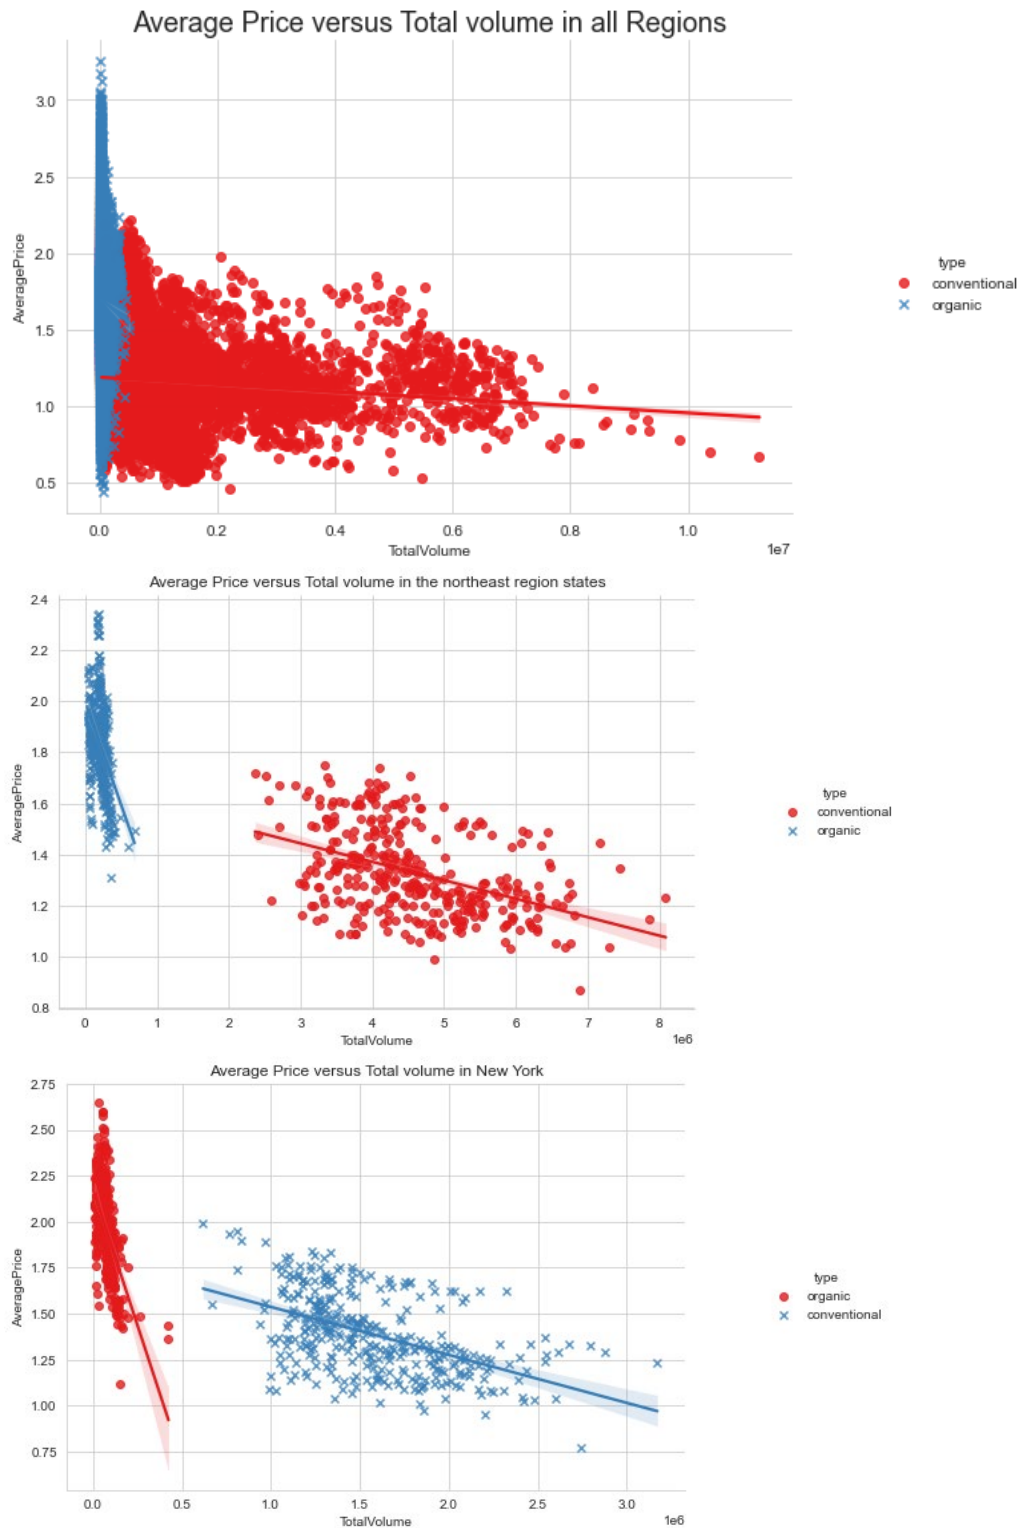 Average Price versus Total volume in all Regions
3.0
2.5
2.0
1.5
1.0
0.5
AveragePrice
0.0 0.2 0.4 0.6 0.8 1.0
1e7
TotalVolume
type
conventional
organic
Average Price versus Total volume in the northeast region states
2.4
2.2
2.0
1.8
1.6
1.4
1.2
1.0
0.8
AveragePrice
0 1 2 3 4 5 6 7 8
1e6
TotalVolume
type
conventional
organic
Average Price versus Total volume in New York
2.75
2.50
2.25
2.00
1.75
1.50
1.25
1.00
0.75
AveragePrice
0.0 0.5 1.0 1.5 2.0 2.5 3.0
1e6
TotalVolume
type
organic
conventional